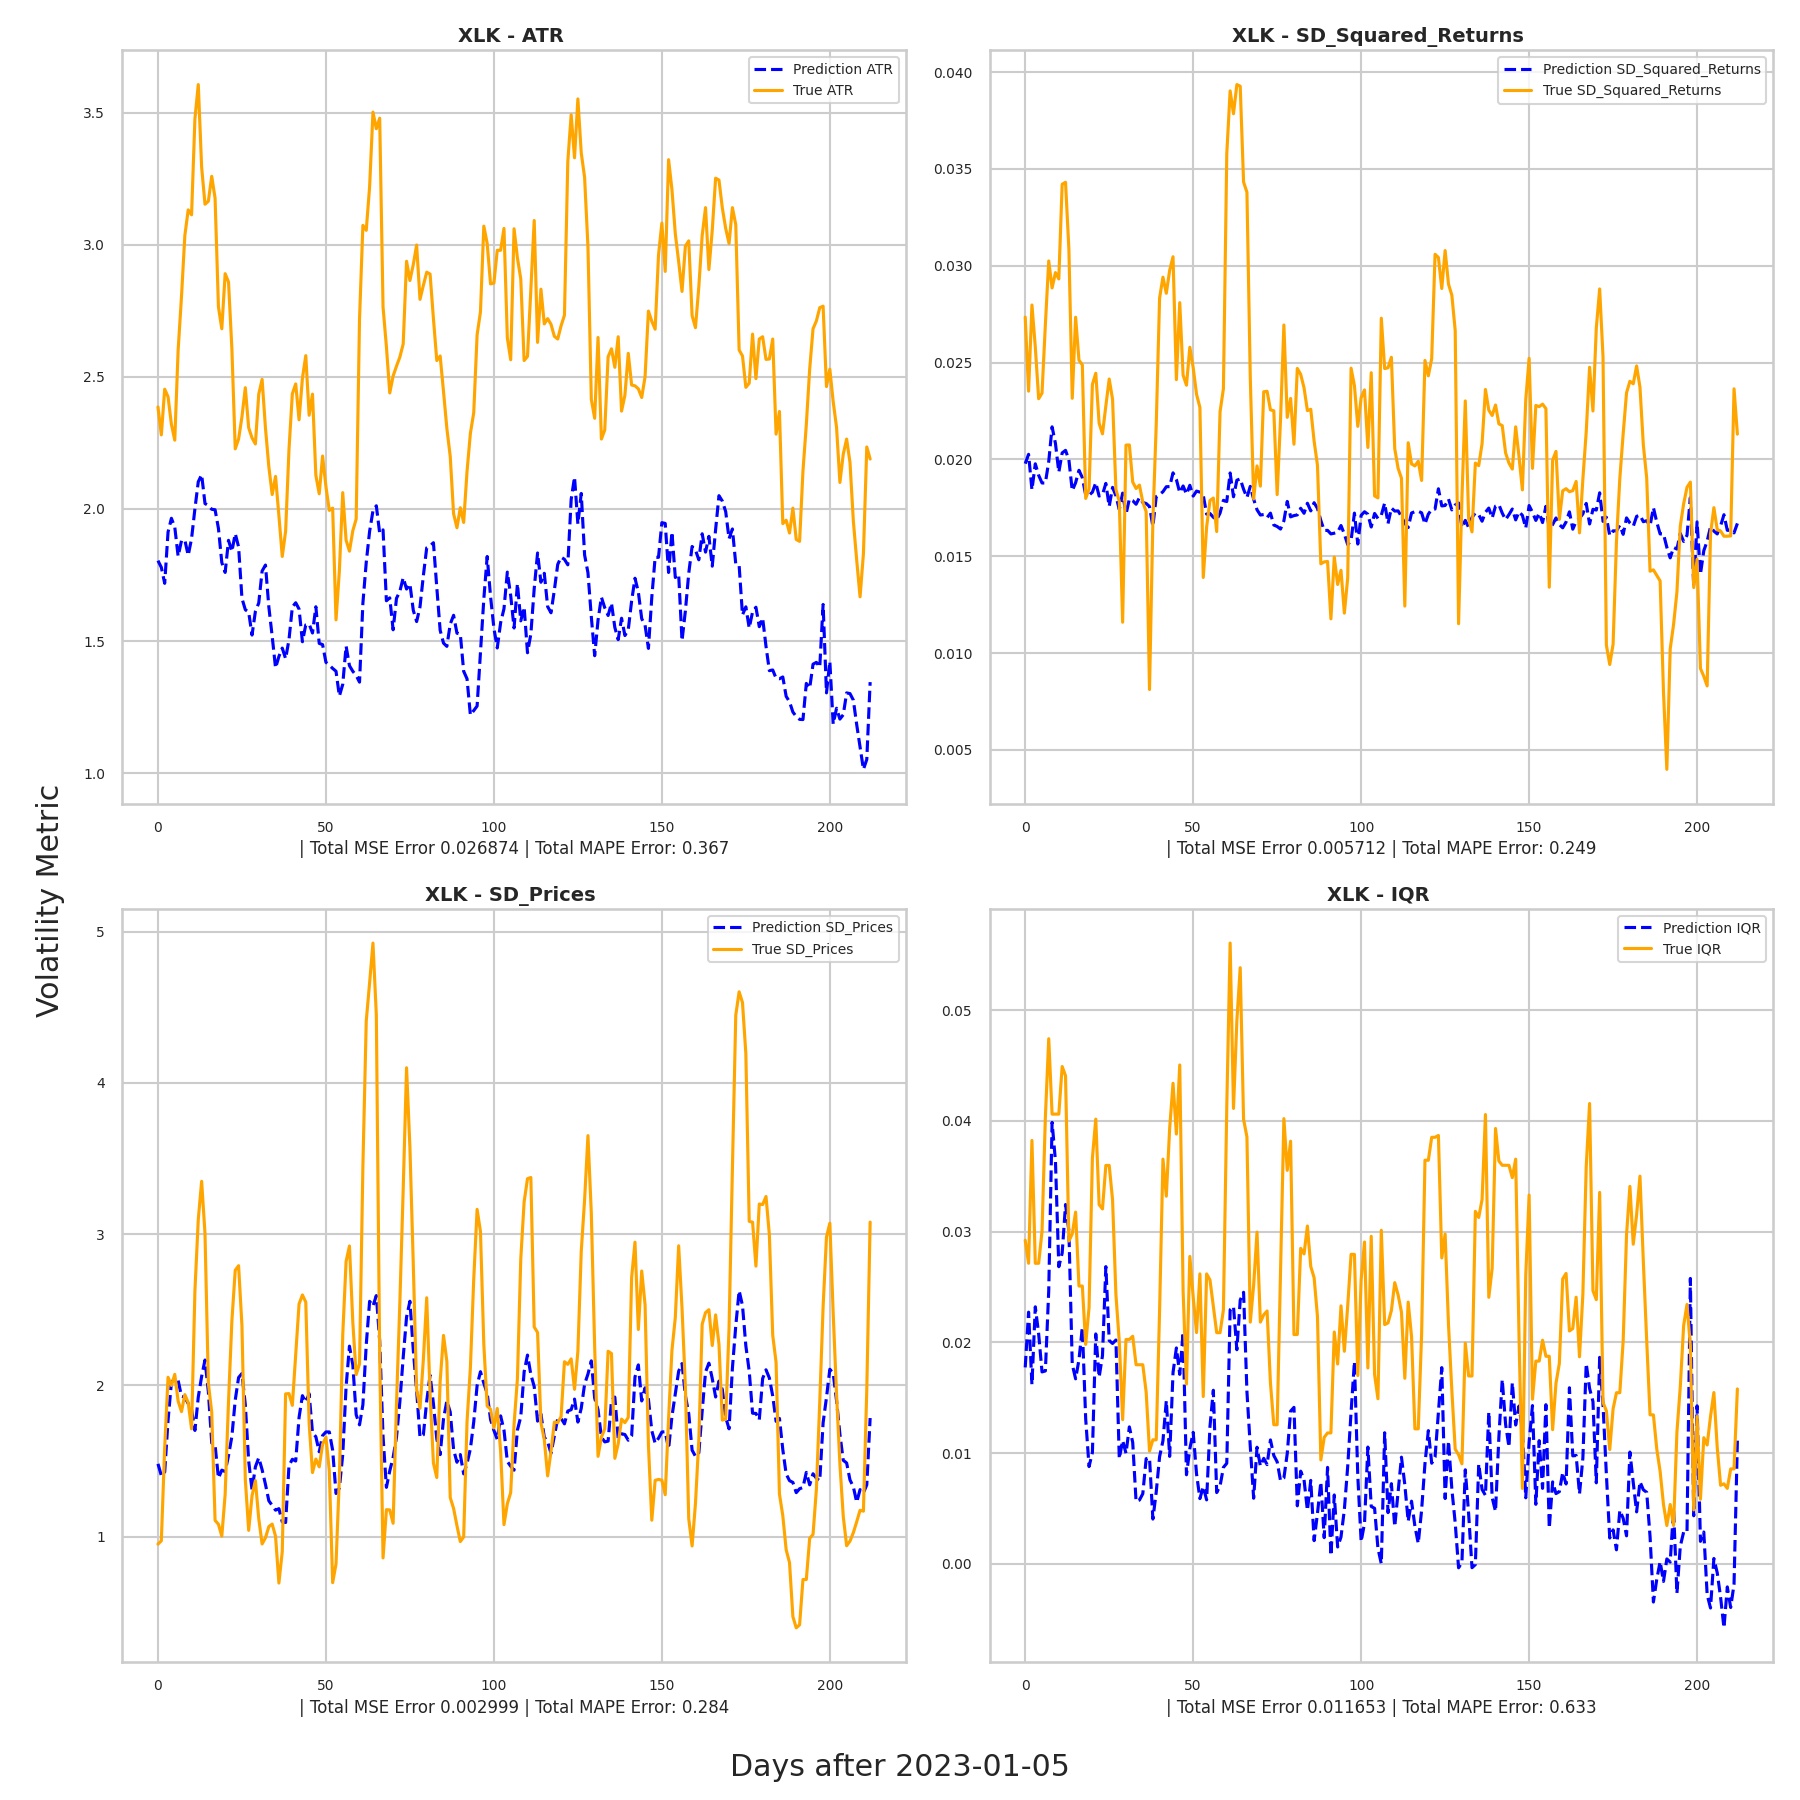 XLK - ATR
Prediction ATR
True ATR
3.5
3.0
2.5
2.0
1.5
1.0
0 50 100 150 200
| Total MSE Error 0.026874 | Total MAPE Error: 0.367
XLK - SD_Squared_Returns
Prediction SD_Squared_Returns
True SD_Squared_Returns
0.040
0.035
0.030
0.025
0.020
0.015
0.010
0.005
0 50 100 150 200
| Total MSE Error 0.005712 | Total MAPE Error: 0.249
Volatility Metric
XLK - SD_Prices
Prediction SD_Prices
True SD_Prices
5
4
3
2
1
0 50 100 150 200
| Total MSE Error 0.002999 | Total MAPE Error: 0.284
XLK - IQR
Prediction IQR
True IQR
0.05
0.04
0.03
0.02
0.01
0.00
0 50 100 150 200
| Total MSE Error 0.011653 | Total MAPE Error: 0.633
Days after 2023-01-05